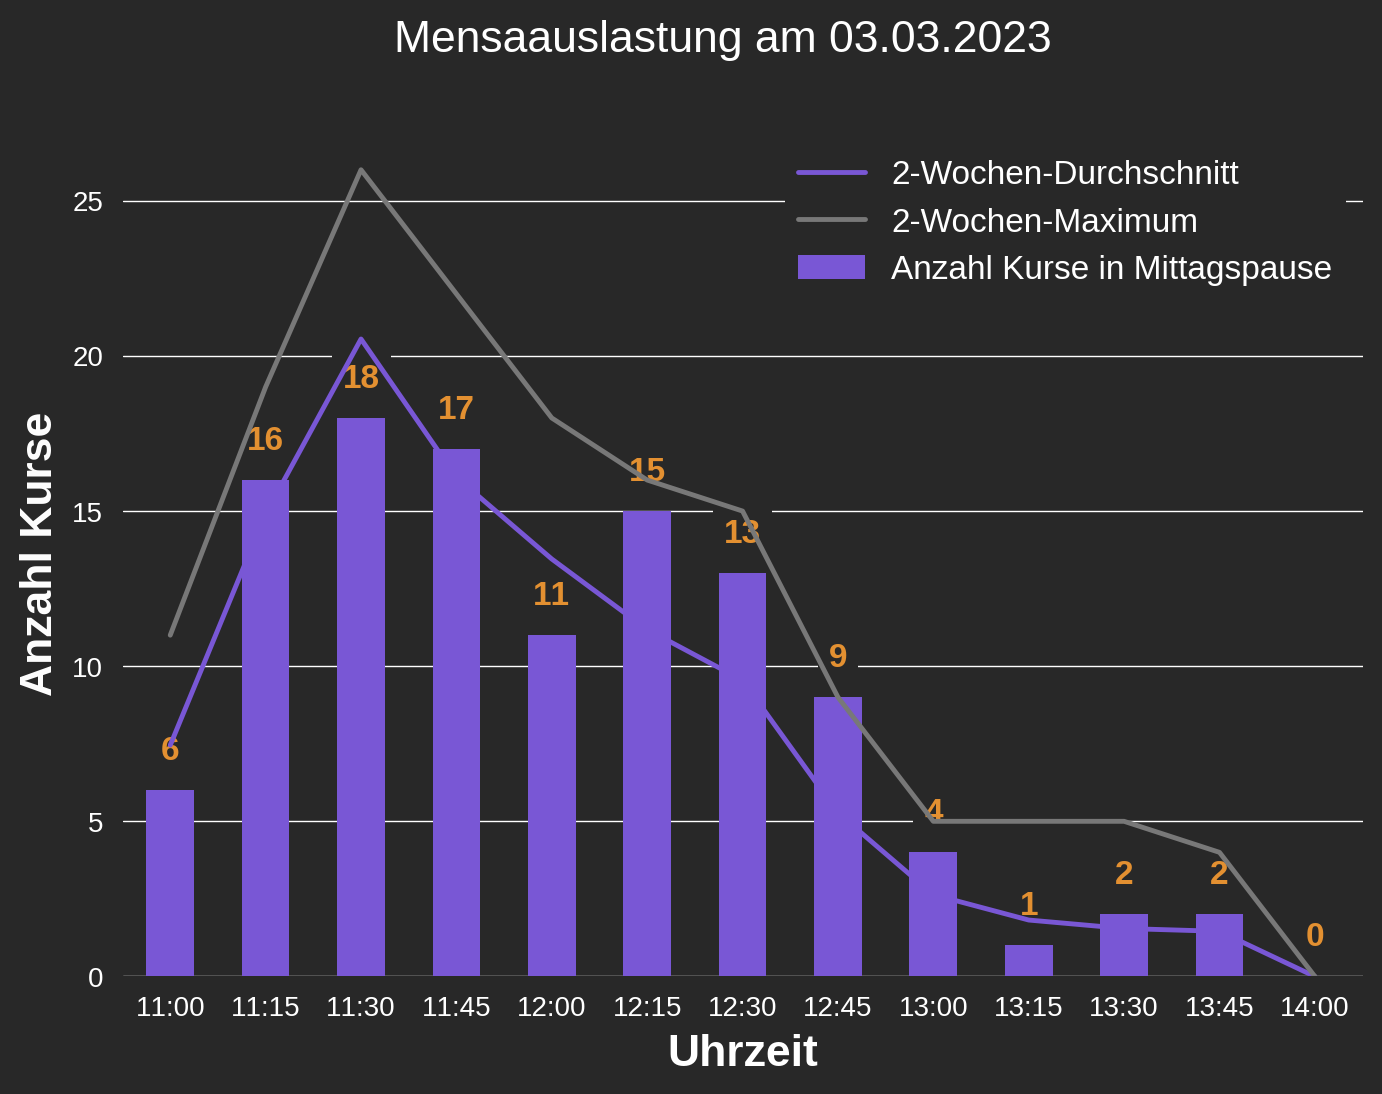 Mensaauslastung am 03.03.2023
2-Wochen-Durchschnitt
2-Wochen-Maximum
Anzahl Kurse in Mittagspause
Anzahl Kurse
25
20
15
10
5
0
6
16
18
17
11
15
13
9
4
1
2
2
0
11:00 11:15 11:30 11:45 12:00 12:15 12:30 12:45 13:00 13:15 13:30 13:45 14:00
Uhrzeit